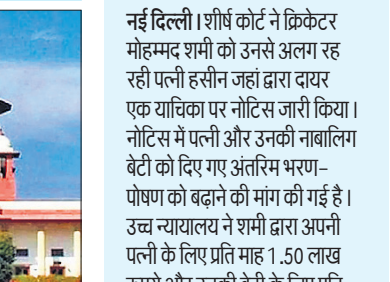 नई दिल्ली। शीर्ष कोर्ट ने क्रिकेटर
मोहम्मद शमी को उनसे अलग रह
रही पत्नी हसीन जहां द्वारा दायर
एक याचिका पर नोटिस जारी किया।
नोटिस में पत्नी और उनकी नाबालिग
बेटी को दिए गए अंतरिम भरण-
पोषण को बढ़ाने की मांग की गई है।
उच्च न्यायालय ने शमी द्वारा अपनी
पत्नी के लिए प्रति माह 1.50 लाख